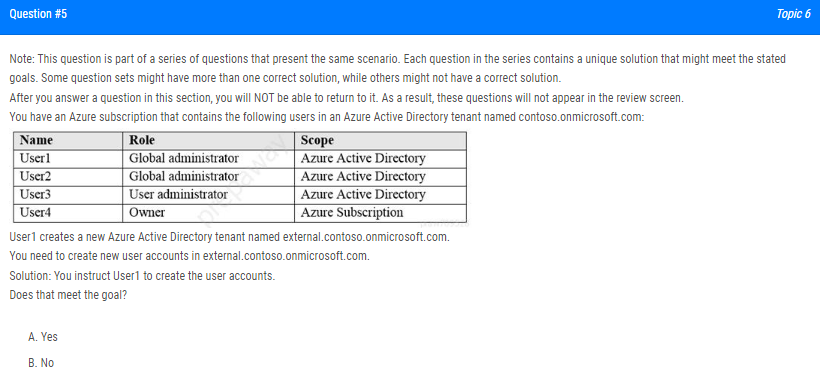 Question #5 Topic 6
Note: This question is part of a series of questions that present the same scenario. Each question in the series contains a unique solution that might meet the stated
goals. Some question sets might have more than one correct solution, while others might not have a correct solution.
After you answer a question in this section, you will NOT be able to return to it. As a result, these questions will not appear in the review screen.
You have an Azure subscription that contains the following users in an Azure Active Directory tenant named contoso.onmicrosoft.com:
Name Role Scope
User1 Global administrator Azure Active Directory
User2 Global administrator Azure Active Directory
User3 User administrator Azure Active Directory
User4 Owner Azure Subscription
User1 creates a new Azure Active Directory tenant named external.contoso.onmicrosoft.com.
You need to create new user accounts in external.contoso.onmicrosoft.com.
Solution: You instruct User1 to create the user accounts.
Does that meet the goal?
A. Yes
B. No